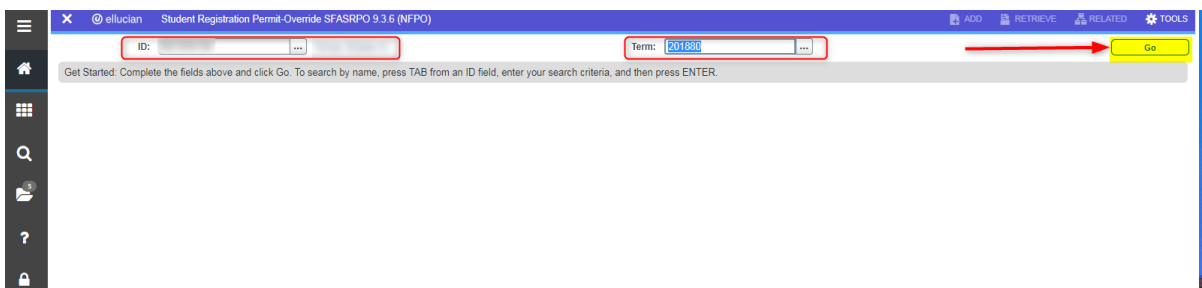 ellucian Student Registration Permit-Override SFASRPO 9.3.6 (NFPO) ADD RETRIEVE RELATED TOOLS
ID: ... Term: 201880 ... Go
Get Started: Complete the fields above and click Go. To search by name, press TAB from an ID field, enter your search criteria, and then press ENTER.
5
?